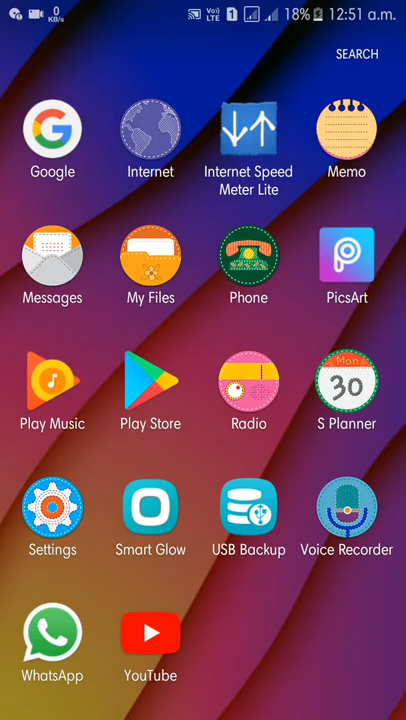 0
KB/s
Vo))
LTE
1
18%
12:51 a.m.
SEARCH
G
Google
Internet
Internet Speed
Meter Lite
Memo
Messages
My Files
Phone
PicsArt
Play Music
Play Store
Radio
Mon
30
S Planner
Settings
Smart Glow
USB Backup
Voice Recorder
WhatsApp
YouTube